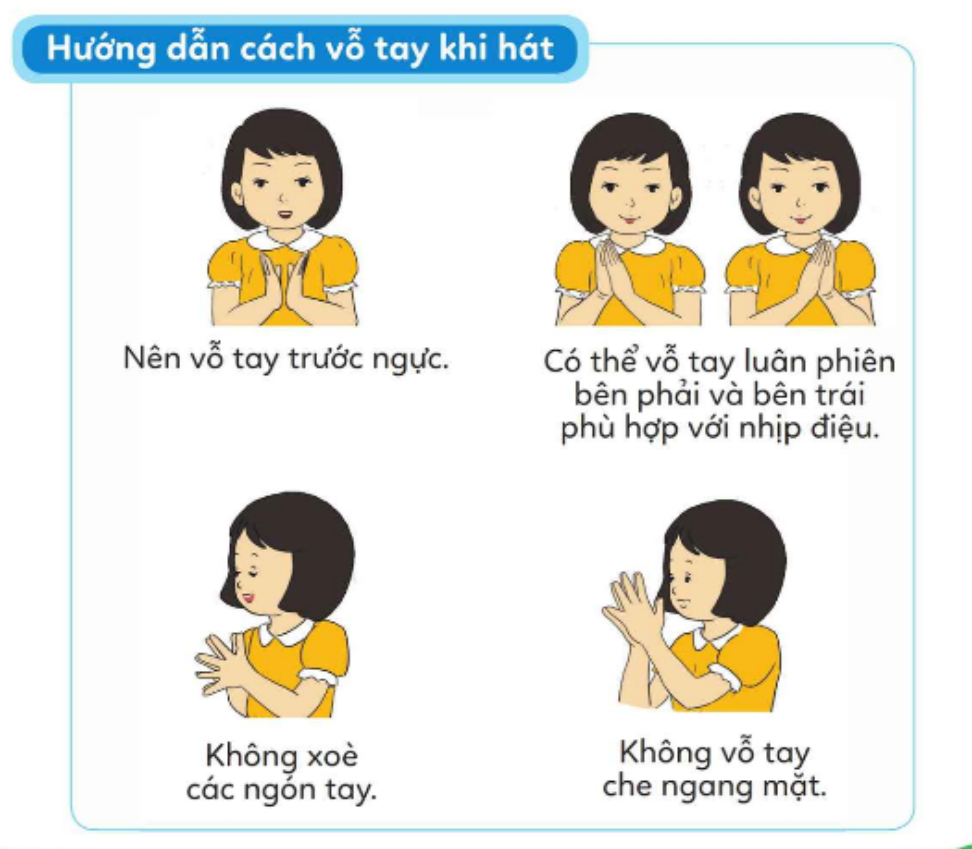 Hướng dẫn cách vỗ tay khi hát
Nên vỗ tay trước ngực.
Có thể vỗ tay luân phiên
bên phải và bên trái
phù hợp với nhịp điệu.
Không xoè
các ngón tay.
Không vỗ tay
che ngang mặt.